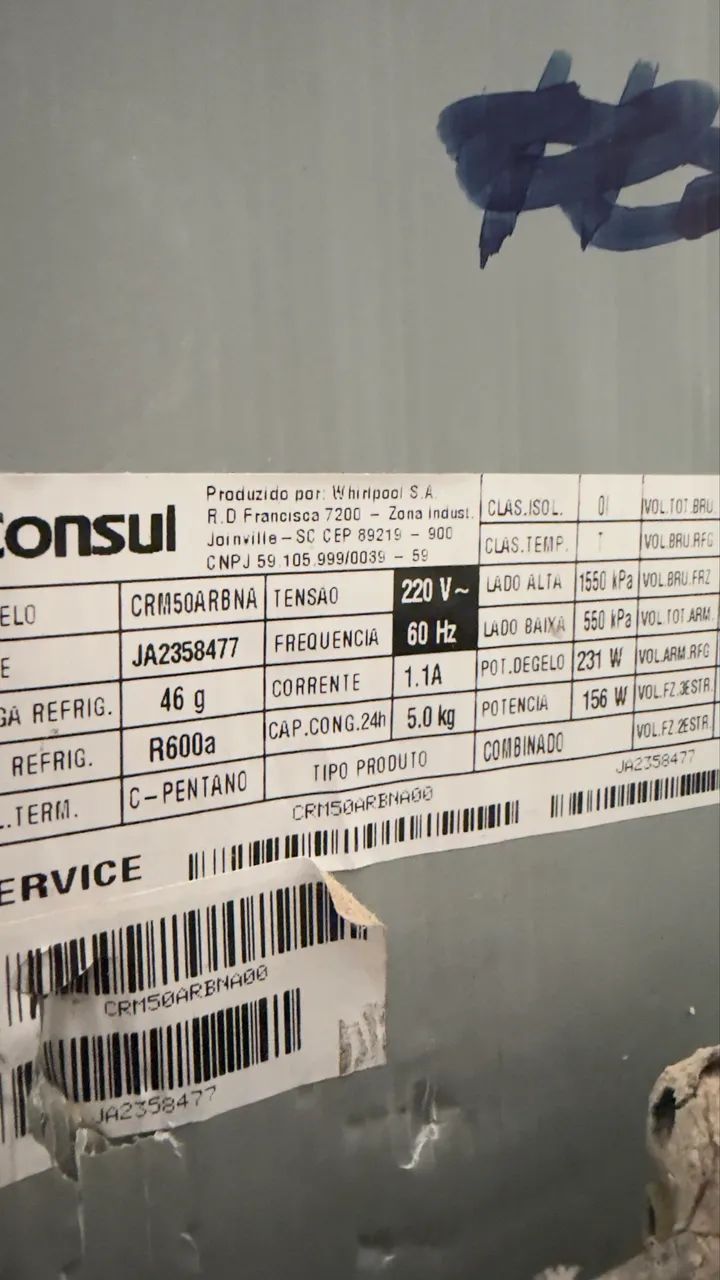 Consul
Produzido por: Whirlpool S.A.
R.D Francisca 7200 - Zona Indust.
Joinville-SC CEP 89219 - 900
CNPJ 59.105.999/0039 - 59
CLAS.ISOL. 0I VOL.TOT.BRU.
CLAS.TEMP. T VOL.BRU.RFG
ELO CRM50ARBNA TENSÃO 220 V~ LADO ALTA 1550 kPa VOL.BRU.FRZ
E JA2358477 FREQUENCIA 60 Hz LADO BAIXA 550 kPa VOL.TOT.ARM.
GA REFRIG. 46 g CORRENTE 1.1A POT.DEGELO 231 W VOL.ARM.RFG
REFRIG. R600a CAP.CONG.24h 5.0 kg POTENCIA 156 W VOL.FZ.3ESTR.
.TERM. C-PENTANO TIPO PRODUTO COMBINADO VOL.FZ.2ESTR.
CRM50ARBNA00 JA2358477
ERVICE
CRM50ARBNA00
JA2358477